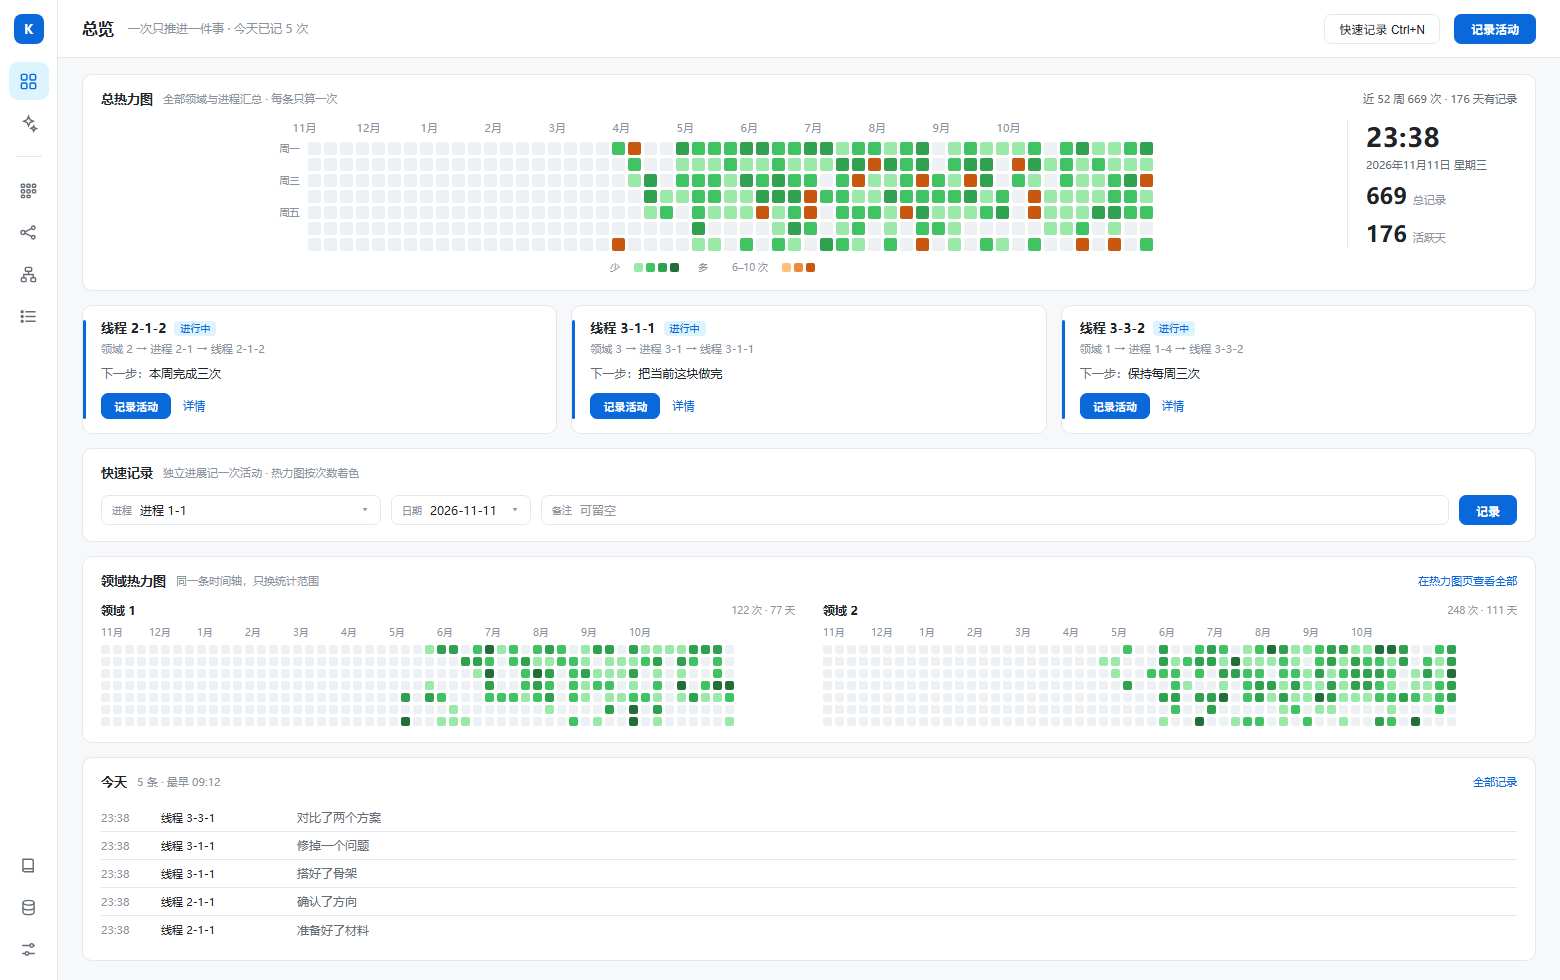 K
总览 一次只推进一件事 · 今天已记 5 次 快速记录 Ctrl+N 记录活动
总热力图 全部领域与进程汇总 · 每条只算一次 近 52 周 669 次 · 176 天有记录
11月 12月 1月 2月 3月 4月 5月 6月 7月 8月 9月 10月
周一
周三
周五
少 多 6–10 次
23:38
2026年11月11日 星期三
669 总记录
176 活跃天
线程 2-1-2 进行中
领域 2 → 进程 2-1 → 线程 2-1-2
下一步：本周完成三次
记录活动 详情
线程 3-1-1 进行中
领域 3 → 进程 3-1 → 线程 3-1-1
下一步：把当前这块做完
记录活动 详情
线程 3-3-2 进行中
领域 1 → 进程 1-4 → 线程 3-3-2
下一步：保持每周三次
记录活动 详情
快速记录 独立进展记一次活动 · 热力图按次数着色
进程 进程 1-1 日期 2026-11-11 备注 可留空 记录
领域热力图 同一条时间轴，只换统计范围 在热力图页查看全部
领域 1 122 次 · 77 天
11月 12月 1月 2月 3月 4月 5月 6月 7月 8月 9月 10月
领域 2 248 次 · 111 天
11月 12月 1月 2月 3月 4月 5月 6月 7月 8月 9月 10月
今天 5 条 · 最早 09:12 全部记录
23:38 线程 3-3-1 对比了两个方案
23:38 线程 3-1-1 修掉一个问题
23:38 线程 3-1-1 搭好了骨架
23:38 线程 2-1-1 确认了方向
23:38 线程 2-1-1 准备好了材料